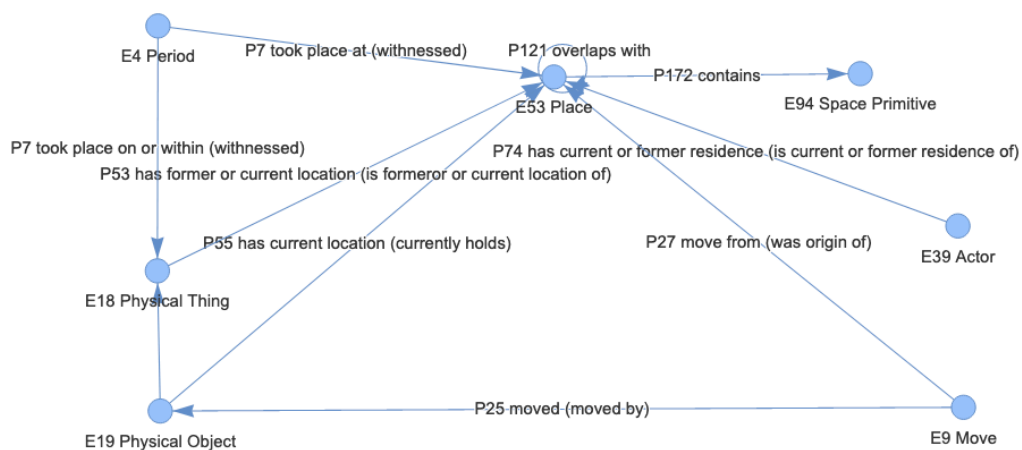 E4 Period
P7 took place at (withnessed)
P121 overlaps with
P172 contains
E53 Place
E94 Space Primitive
P7 took place on or within (withnessed)
P74 has current or former residence (is current or former residence of)
P53 has former or current location (is formeror or current location of)
P55 has current location (currently holds)
P27 move from (was origin of)
E39 Actor
E18 Physical Thing
P25 moved (moved by)
E19 Physical Object
E9 Move